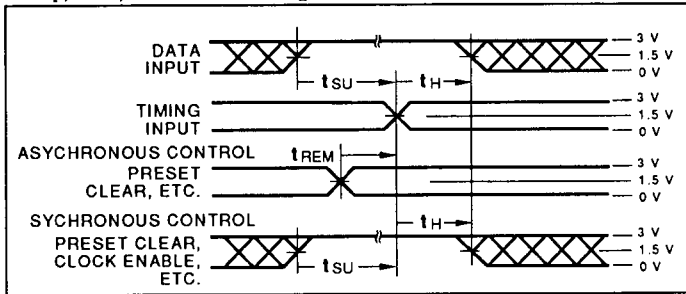 DATA
INPUT
tSU
tH
3 V
1.5 V
0 V
TIMING
INPUT
3 V
1.5 V
0 V
ASYCHRONOUS CONTROL
PRESET
CLEAR, ETC.
tREM
3 V
1.5 V
0 V
SYCHRONOUS CONTROL
PRESET CLEAR,
CLOCK ENABLE,
ETC.
tSU
tH
3 V
1.5 V
0 V